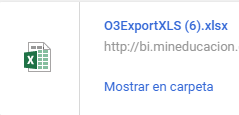 O3ExportXLS (6).xlsx
http://bi.mineducacion.
Mostrar en carpeta